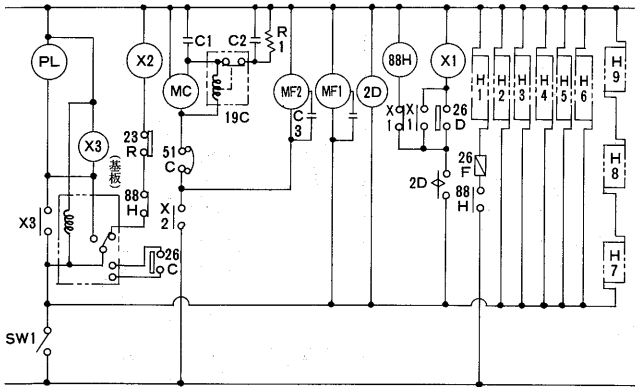 PL
X2
C1
C2
R
1
88H
X1
MC
19C
MF2
MF1
2D
C
3
X3
(基板)
23
R
51
C
X
1
X
1
26
D
H
1
H
2
H
3
H
4
H
5
H
6
H
9
26
F
H
8
88
H
X
2
2D
88
H
X3
26
C
H
7
SW1